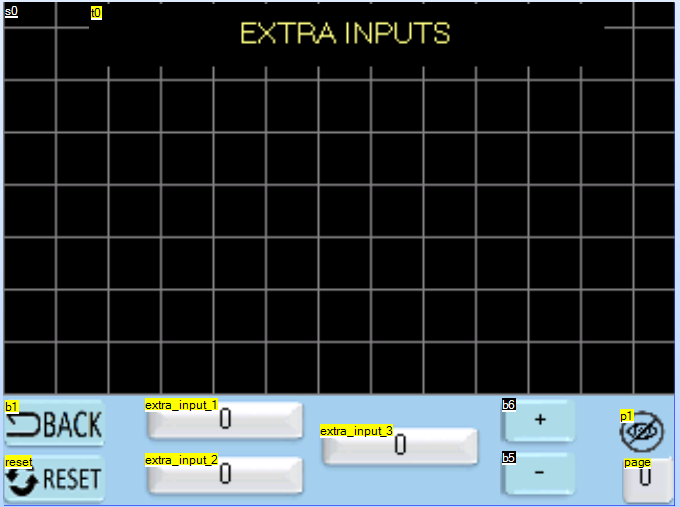 s0
t0
EXTRA INPUTS
b1
BACK
extra_input_1
0
extra_input_3
0
b6
+
p1
reset
RESET
extra_input_2
0
b5
-
page
0